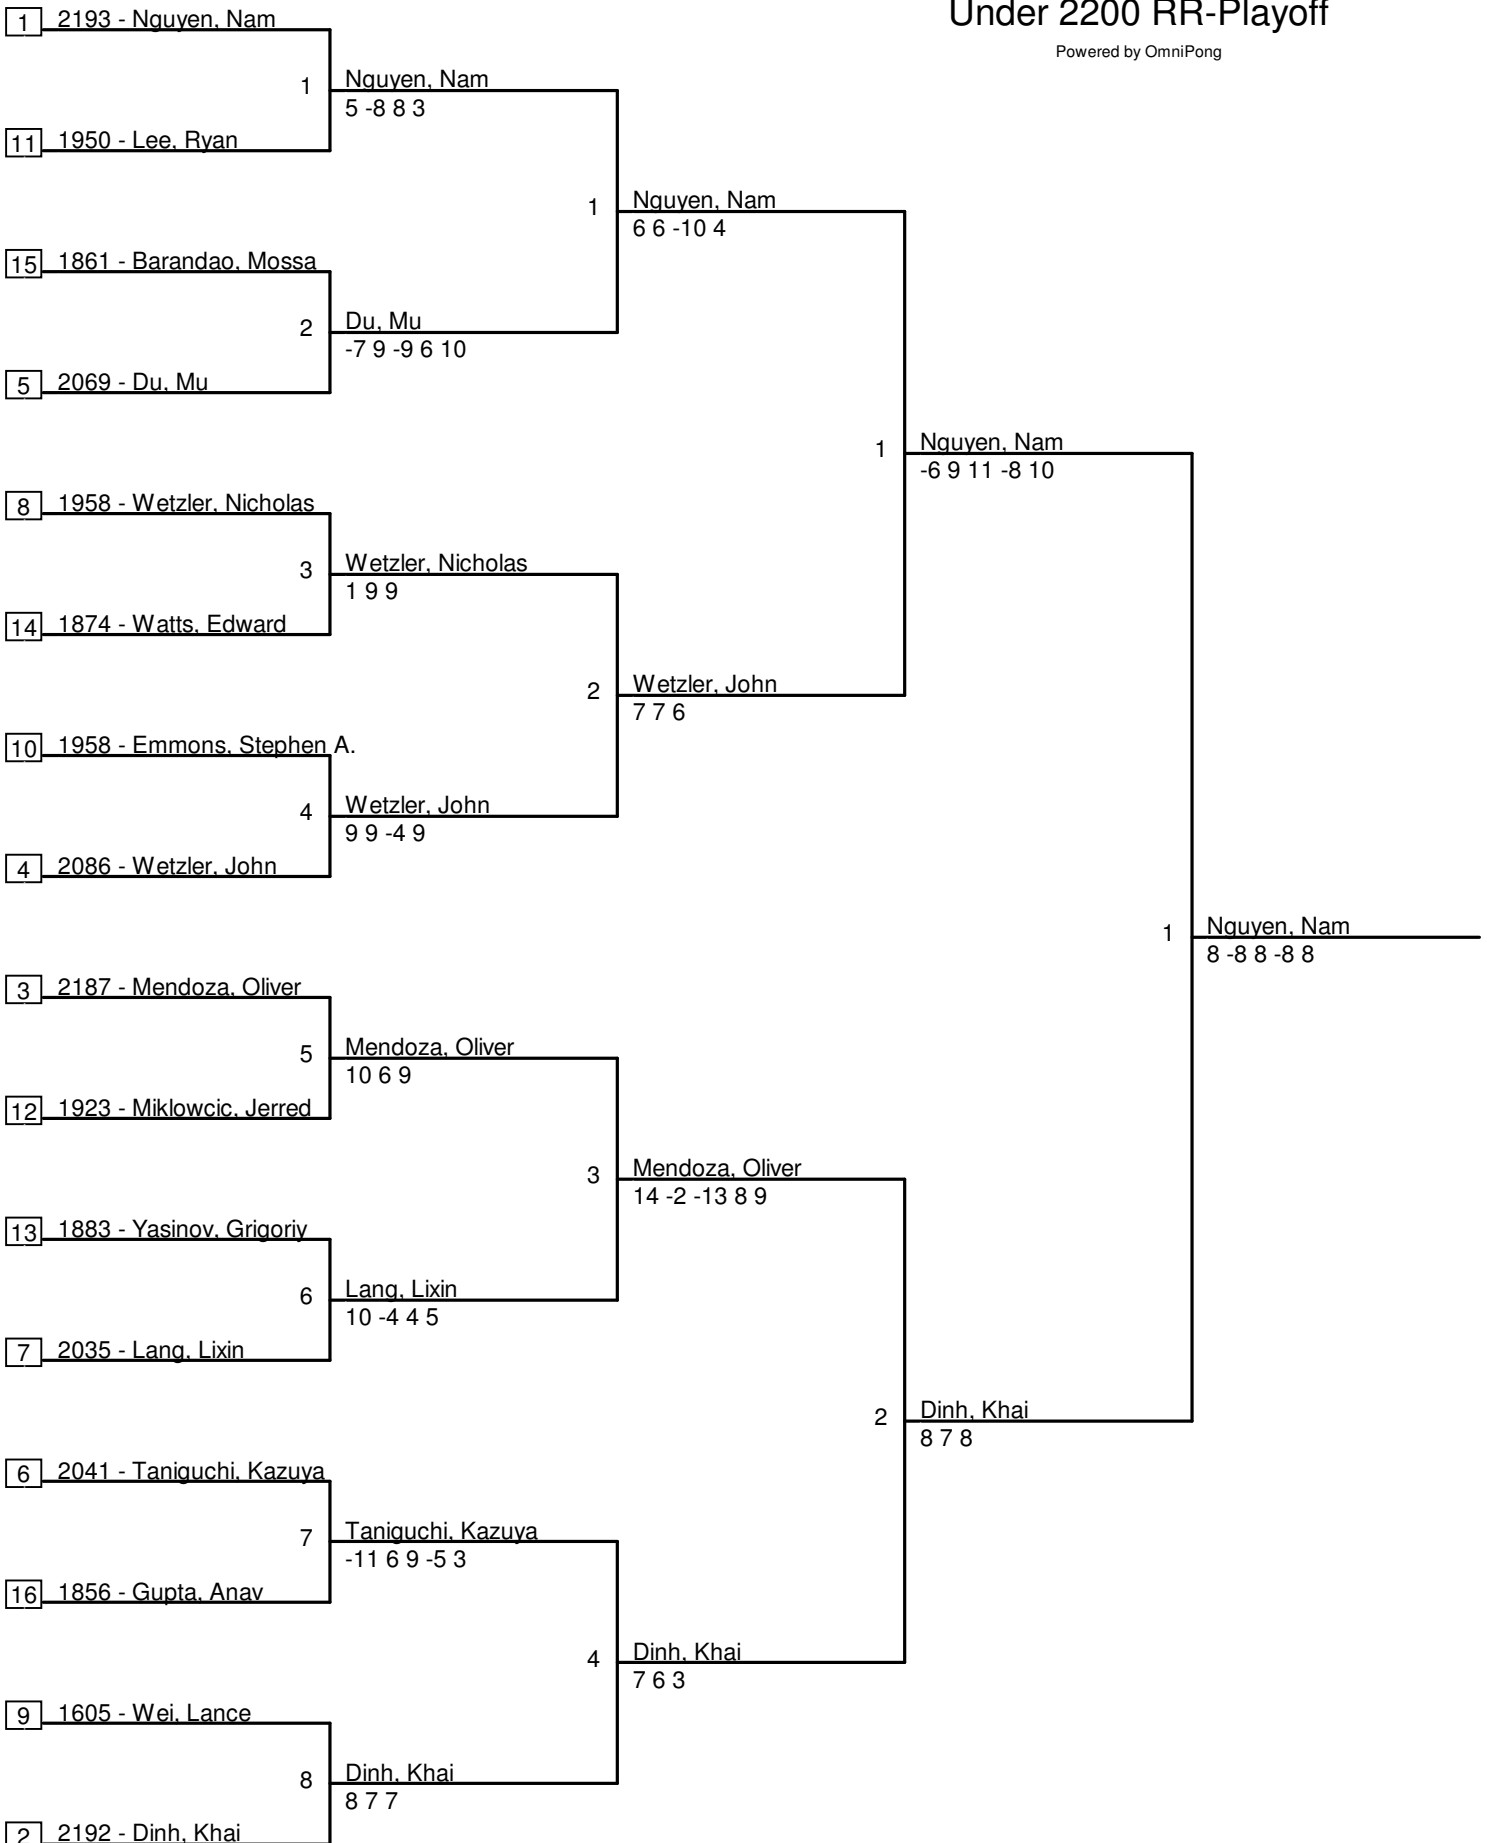 Under 2200 RR-Playoff
Powered by OmniPong
1 2193 - Nguyen, Nam
1 Nguyen, Nam
5 -8 8 3
11 1950 - Lee, Ryan
1 Nguyen, Nam
6 6 -10 4
15 1861 - Barandao, Mossa
2 Du, Mu
-7 9 -9 6 10
5 2069 - Du, Mu
1 Nguyen, Nam
-6 9 11 -8 10
8 1958 - Wetzler, Nicholas
3 Wetzler, Nicholas
1 9 9
14 1874 - Watts, Edward
2 Wetzler, John
7 7 6
10 1958 - Emmons, Stephen A.
4 Wetzler, John
9 9 -4 9
4 2086 - Wetzler, John
1 Nguyen, Nam
8 -8 8 -8 8
3 2187 - Mendoza, Oliver
5 Mendoza, Oliver
10 6 9
12 1923 - Miklowcic, Jerred
3 Mendoza, Oliver
14 -2 -13 8 9
13 1883 - Yasinov, Grigoriy
6 Lang, Lixin
10 -4 4 5
7 2035 - Lang, Lixin
2 Dinh, Khai
8 7 8
6 2041 - Taniguchi, Kazuya
7 Taniguchi, Kazuya
-11 6 9 -5 3
16 1856 - Gupta, Anav
4 Dinh, Khai
7 6 3
9 1605 - Wei, Lance
8 Dinh, Khai
8 7 7
2 2192 - Dinh, Khai